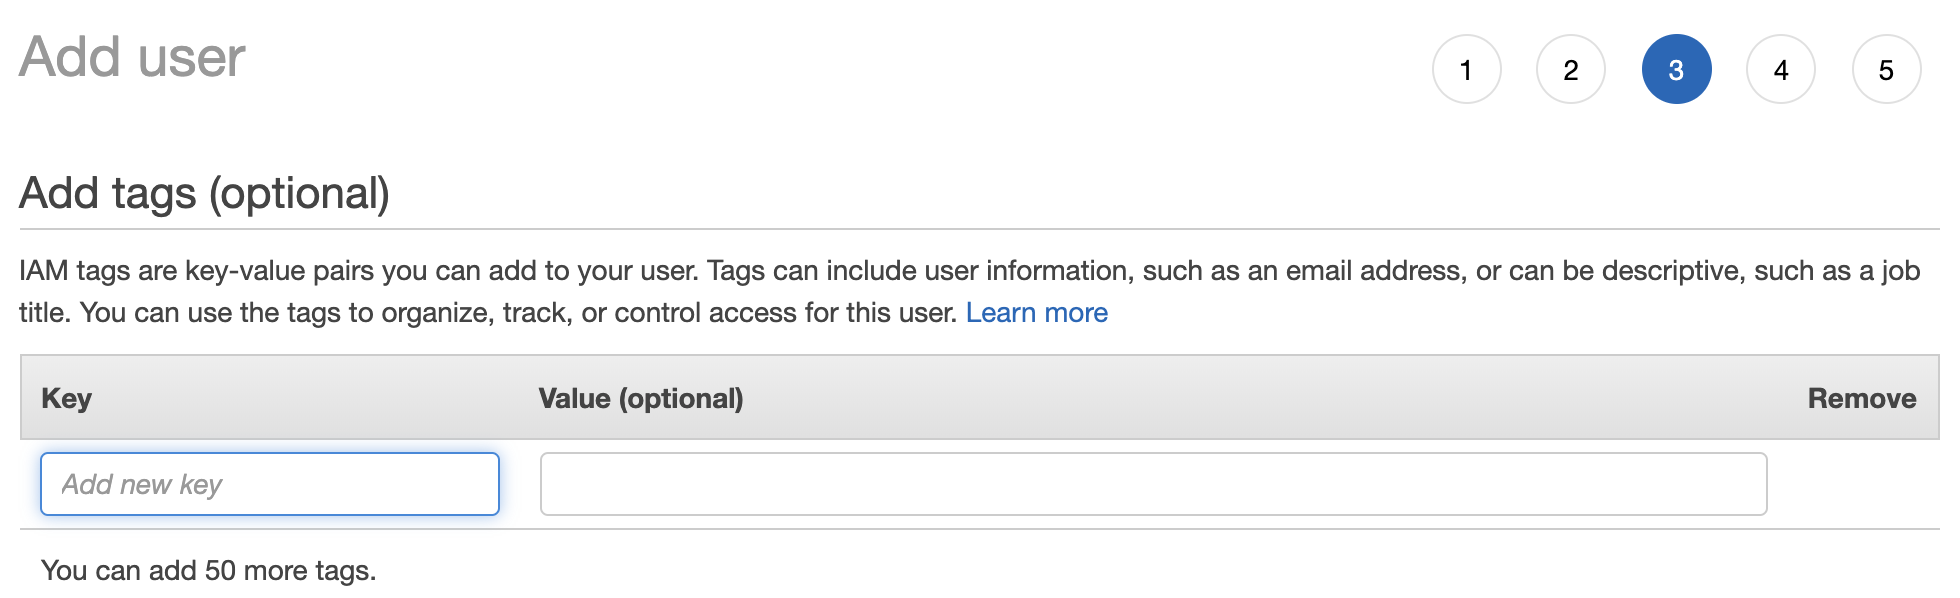 Add user
1 2 3 4 5
Add tags (optional)
IAM tags are key-value pairs you can add to your user. Tags can include user information, such as an email address, or can be descriptive, such as a job
title. You can use the tags to organize, track, or control access for this user. Learn more
Key Value (optional) Remove
Add new key
You can add 50 more tags.